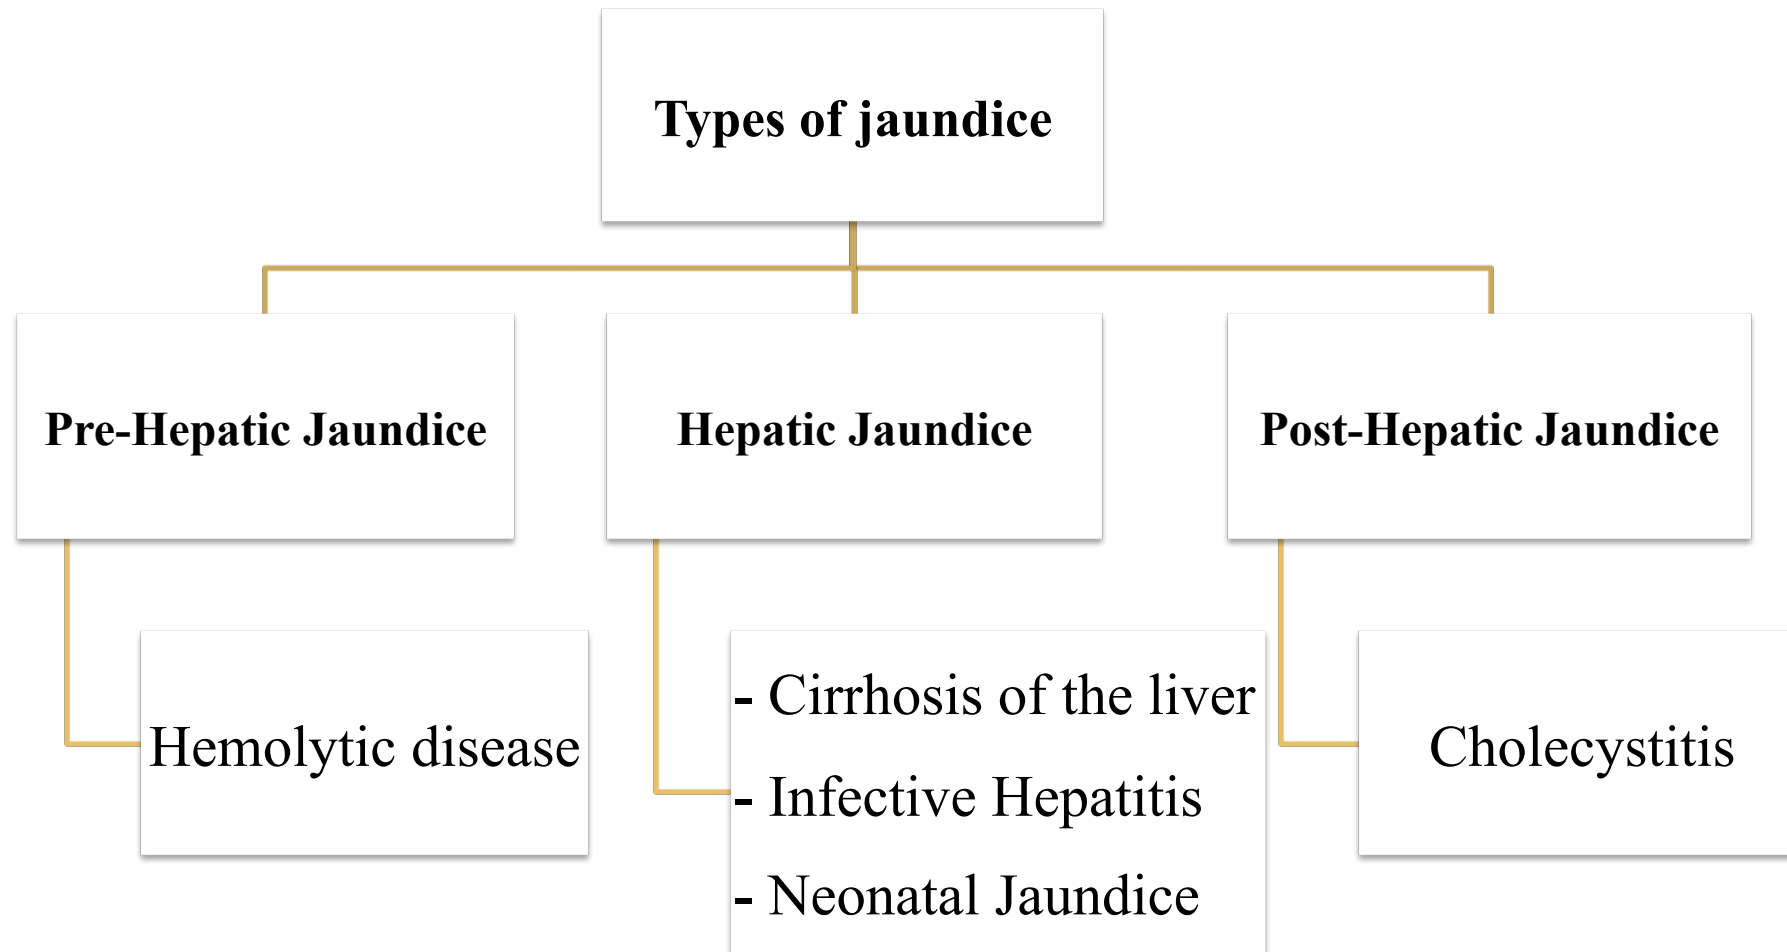 Types of jaundice
Pre-Hepatic Jaundice
Hepatic Jaundice
Post-Hepatic Jaundice
Hemolytic disease
- Cirrhosis of the liver
- Infective Hepatitis
- Neonatal Jaundice
Cholecystitis